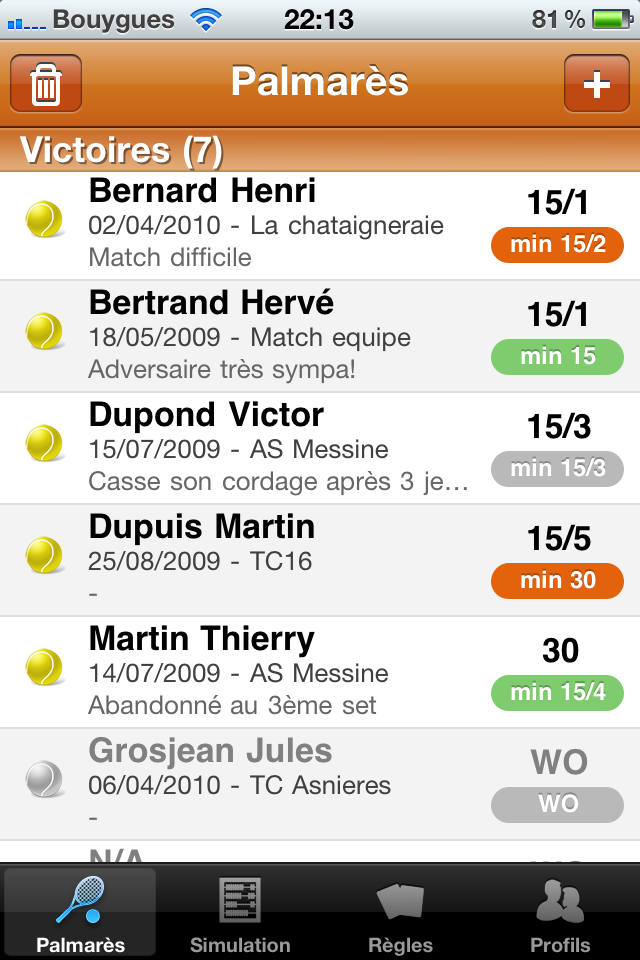 Bouygues 22:13 81 %
Palmarès
Victoires (7)
Bernard Henri
02/04/2010 - La chataigneraie
Match difficile
15/1
min 15/2
Bertrand Hervé
18/05/2009 - Match equipe
Adversaire très sympa!
15/1
min 15
Dupond Victor
15/07/2009 - AS Messine
Casse son cordage après 3 je...
15/3
min 15/3
Dupuis Martin
25/08/2009 - TC16
-
15/5
min 30
Martin Thierry
14/07/2009 - AS Messine
Abandonné au 3ème set
30
min 15/4
Grosjean Jules
06/04/2010 - TC Asnieres
-
WO
WO
N/A
WO
Palmarès Simulation Règles Profils